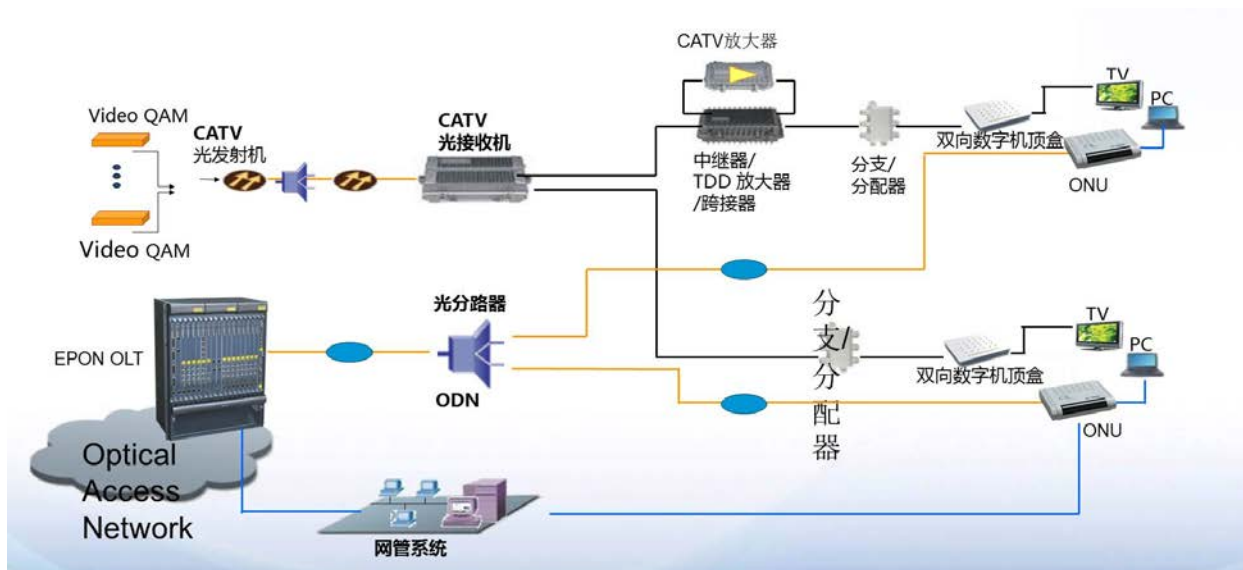 CATV放大器
Video QAM
CATV
光发射机
CATV
光接收机
TV
PC
双向数字机顶盒
中继器/
TDD 放大器
/跨接器
分支/
分配器
ONU
Video QAM
光分路器
EPON OLT
ODN
分支/分配器
TV
PC
双向数字机顶盒
ONU
Optical
Access
Network
网管系统